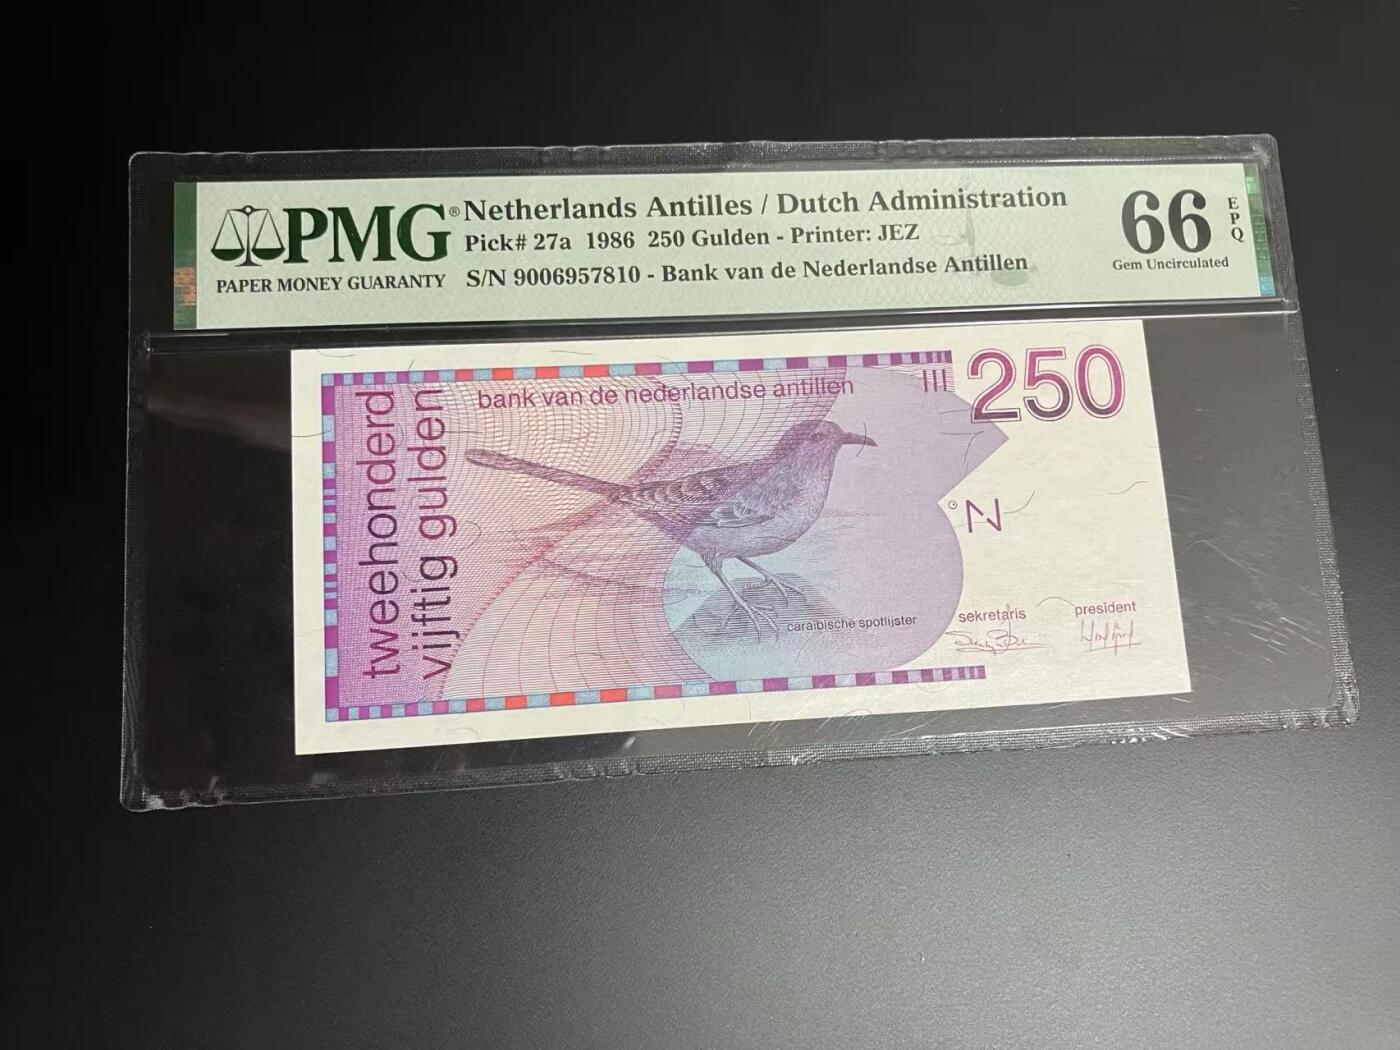 PMG®
PAPER MONEY GUARANTY
Netherlands Antilles / Dutch Administration
Pick# 27a 1986 250 Gulden - Printer: JEZ
S/N 9006957810 - Bank van de Nederlandse Antillen
66
EPQ
Gem Uncirculated
tweehonderd
vijftig gulden
bank van de nederlandse antillen
250
caraibische spotlijster
sekretaris
president